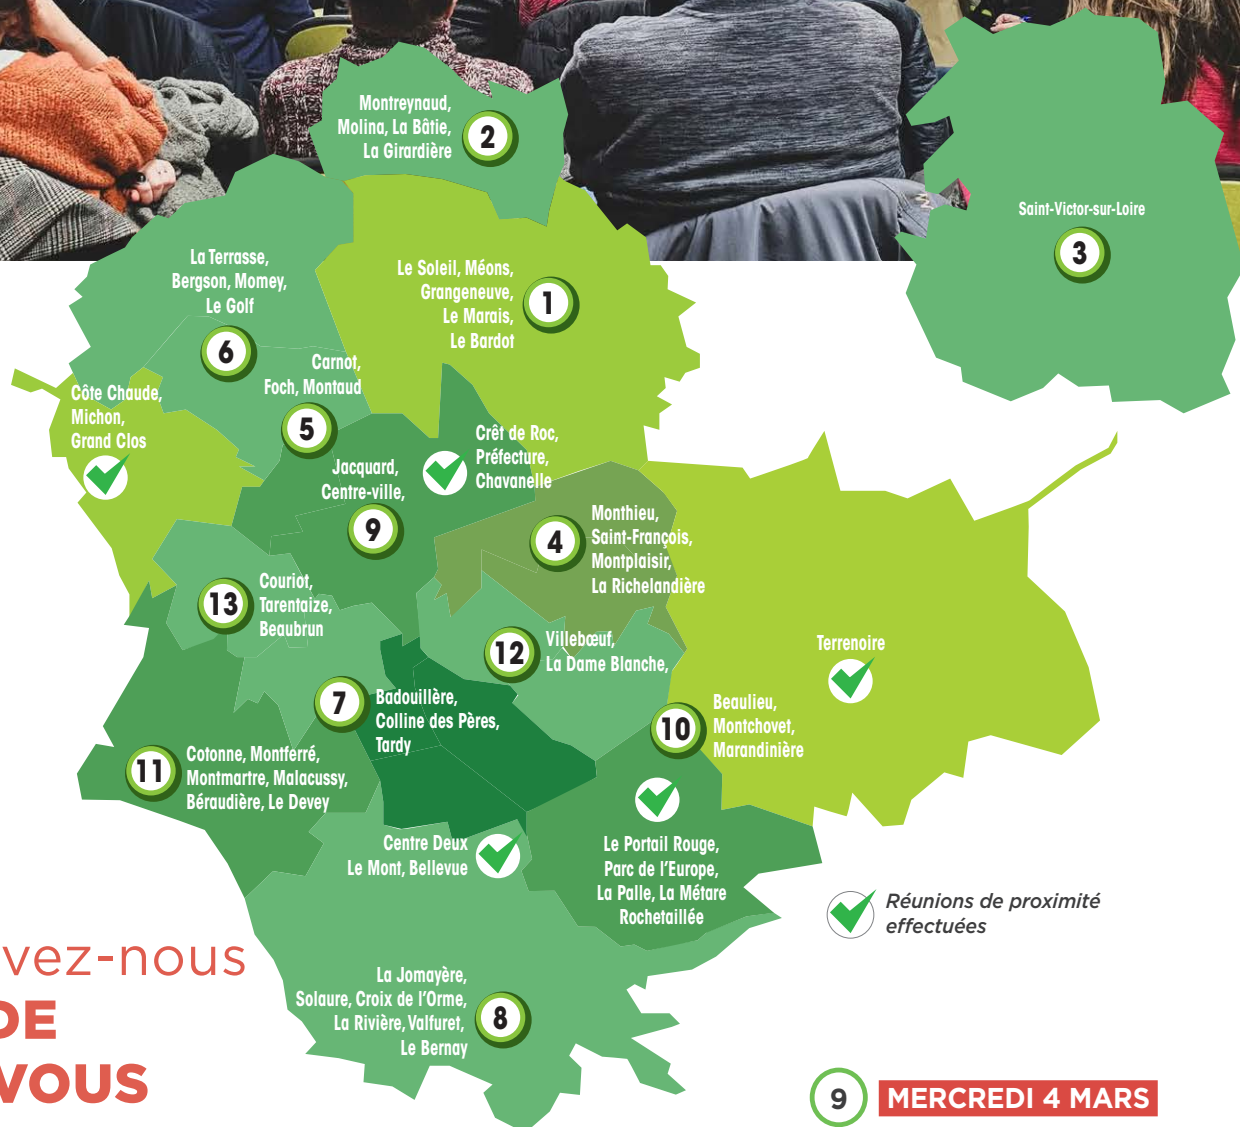 Montreynaud,
Molina, La Bâtie,
La Girardière
2
Saint-Victor-sur-Loire
3
La Terrasse,
Bergson, Momey,
Le Golf
6
Le Soleil, Méons,
Grangeneuve,
Le Marais,
Le Bardot
1
Carnot,
Foch, Montaud
5
Côte Chaude,
Michon,
Grand Clos
Crêt de Roc,
Préfecture,
Chavanelle
Jacquard,
Centre-ville,
9
Monthieu,
Saint-François,
Montplaisir,
La Richelandière
4
Couriot,
Tarentaize,
Beaubrun
13
Villebœuf,
La Dame Blanche,
12
Terrenoire
Badouillère,
Colline des Pères,
Tardy
7
Beaulieu,
Montchovet,
Marandinière
10
Cotonne, Montferré,
Montmartre, Malacussy,
Béraudière, Le Devey
11
Centre Deux
Le Mont, Bellevue
Le Portail Rouge,
Parc de l'Europe,
La Palle, La Métare
Rochetaillée
Réunions de proximité
effectuées
vez-nous
DE
VOUS
La Jomayère,
Solaure, Croix de l'Orme,
La Rivière, Valfuret,
Le Bernay
8
9 MERCREDI 4 MARS